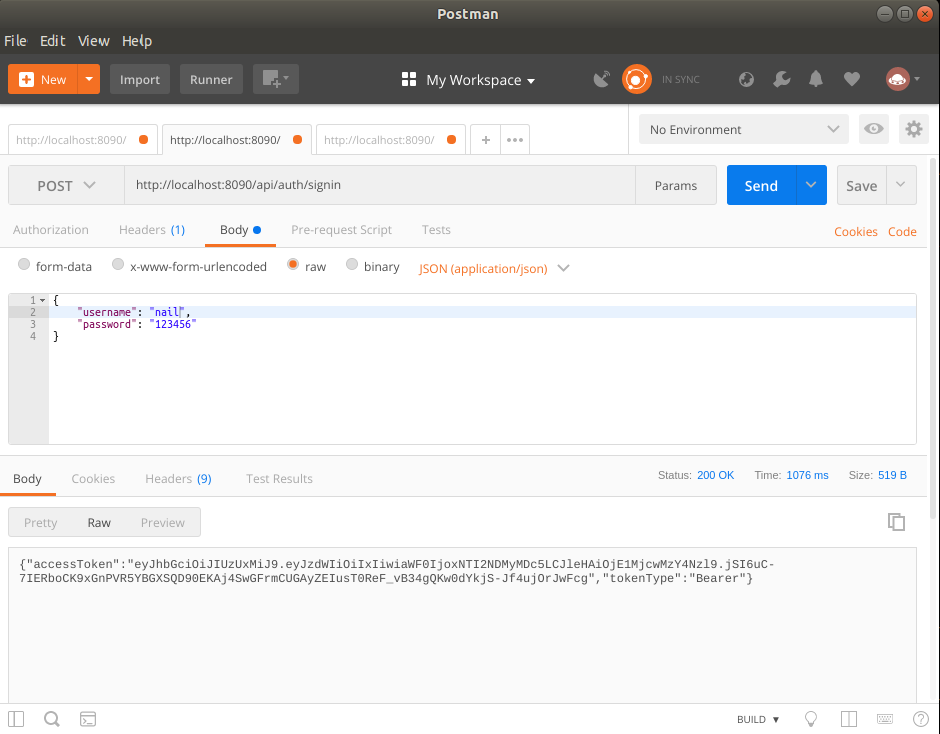 Postman
File Edit View Help
New Import Runner My Workspace IN SYNC
http://localhost:8090/ http://localhost:8090/ http://localhost:8090/ + ••• No Environment
POST http://localhost:8090/api/auth/signin Params Send Save
Authorization Headers (1) Body Pre-request Script Tests Cookies Code
form-data x-www-form-urlencoded raw binary JSON (application/json)
1 {
2 "username": "nail",
3 "password": "123456"
4 }
Body Cookies Headers (9) Test Results Status: 200 OK Time: 1076 ms Size: 519 B
Pretty Raw Preview
{"accessToken":"eyJhbGciOiJIUzUxMiJ9.eyJzdWIiOiIxIiwiaWF0IjoxNTI2NDMyMDc5LCJleHAiOjE1MjcwMzY4Nzl9.jSI6uC-
7IERboCK9xGnPVR5YBGXSQD90EKAj4SwGFrmCUGAyZEIusT0ReF_vB34gQKw0dYkjS-Jf4ujOrJwFcg","tokenType":"Bearer"}
BUILD